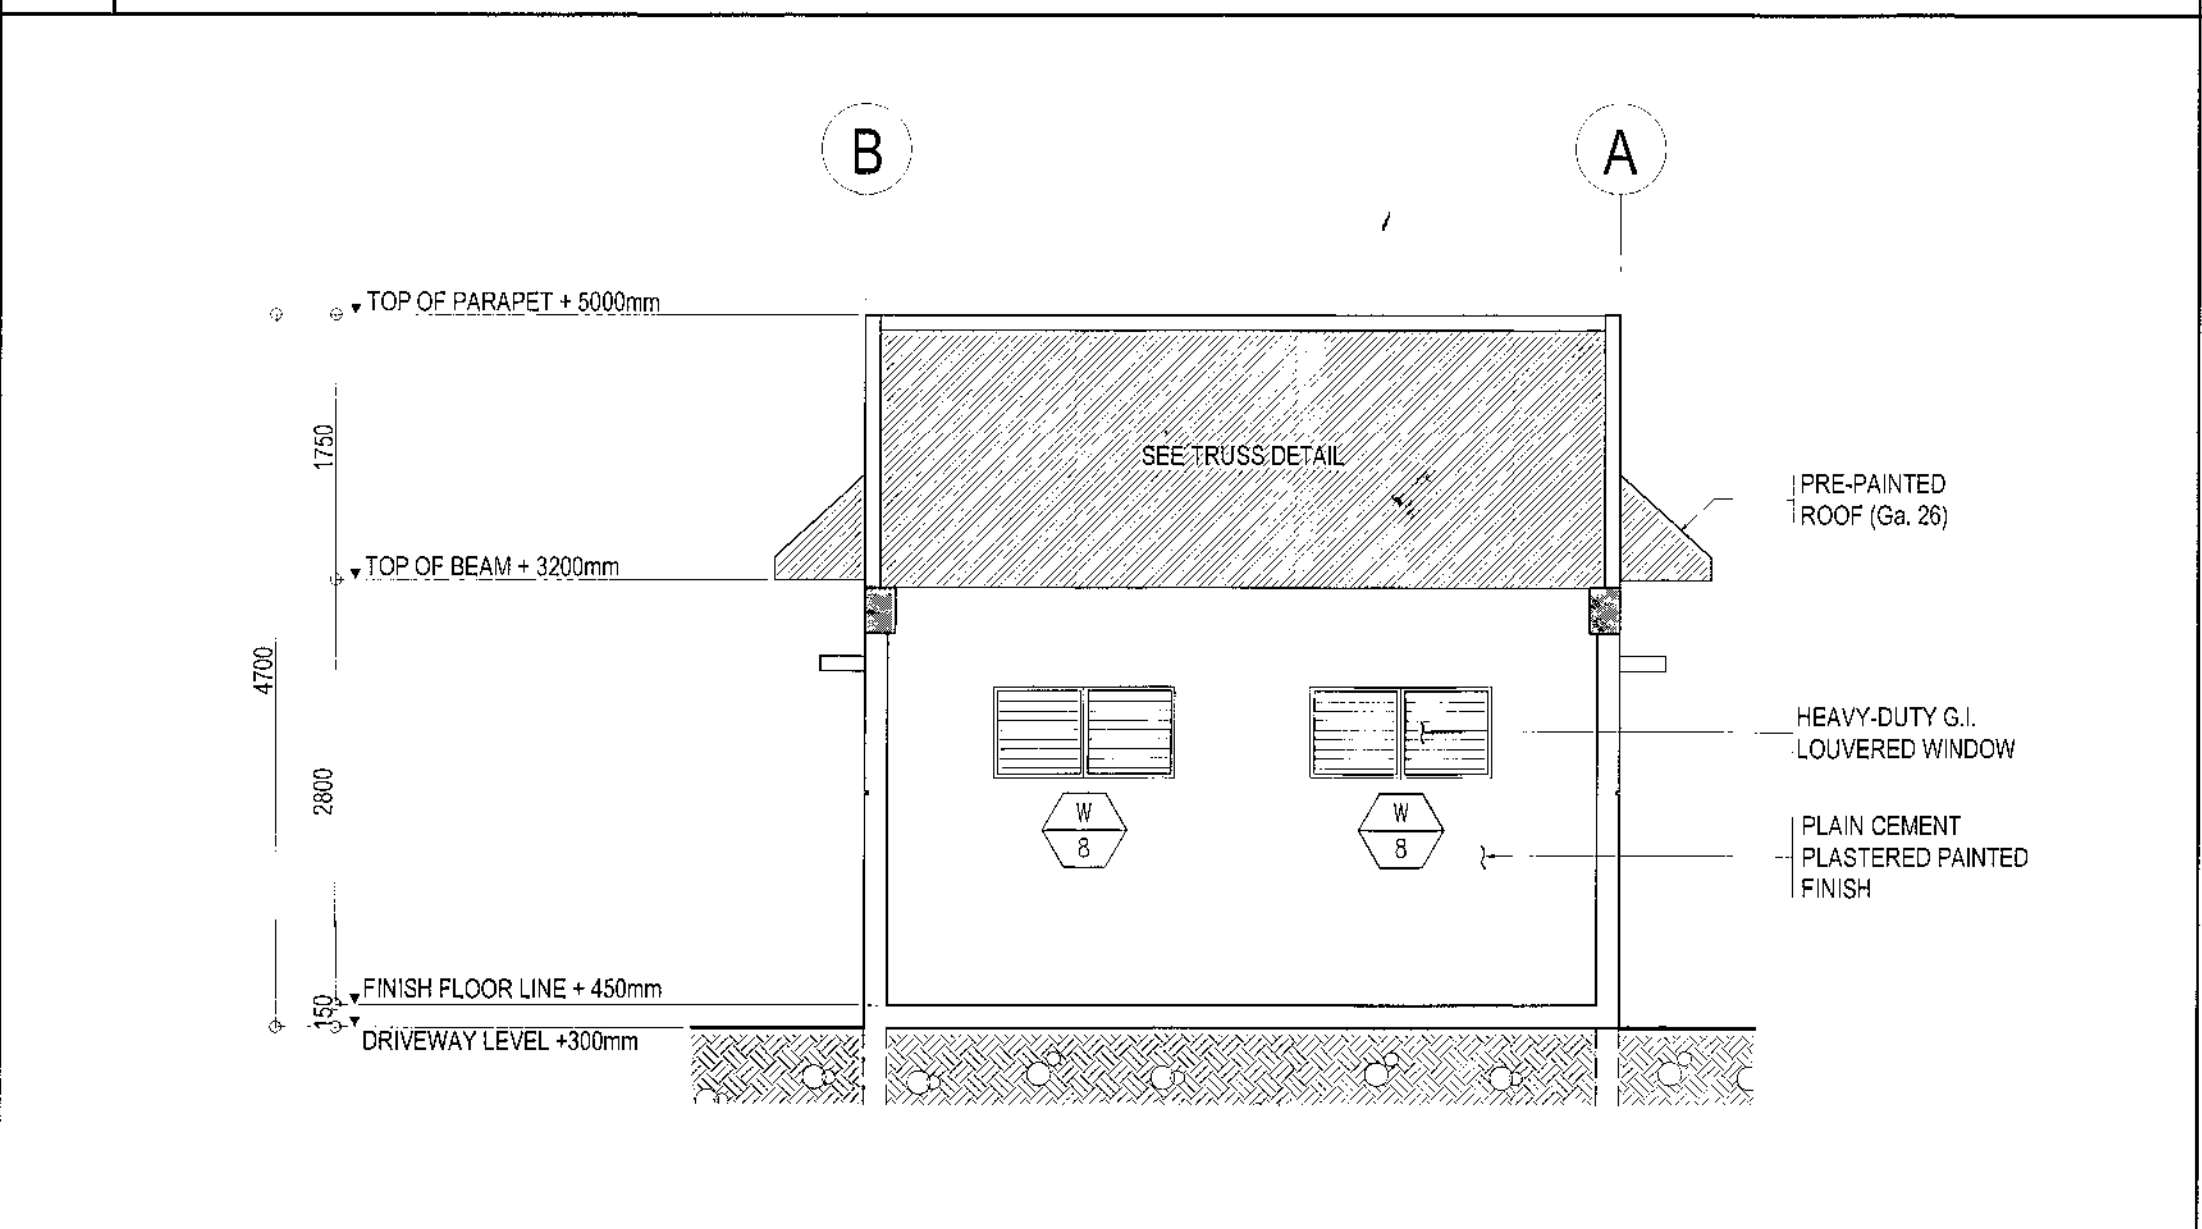 B
A
TOP OF PARAPET + 5000mm
1750
SEE TRUSS DETAIL
PRE-PAINTED
ROOF (Ga. 26)
TOP OF BEAM + 3200mm
4700
HEAVY-DUTY G.I.
LOUVERED WINDOW
2800
W
8
W
8
PLAIN CEMENT
PLASTERED PAINTED
FINISH
FINISH FLOOR LINE + 450mm
150
DRIVEWAY LEVEL +300mm